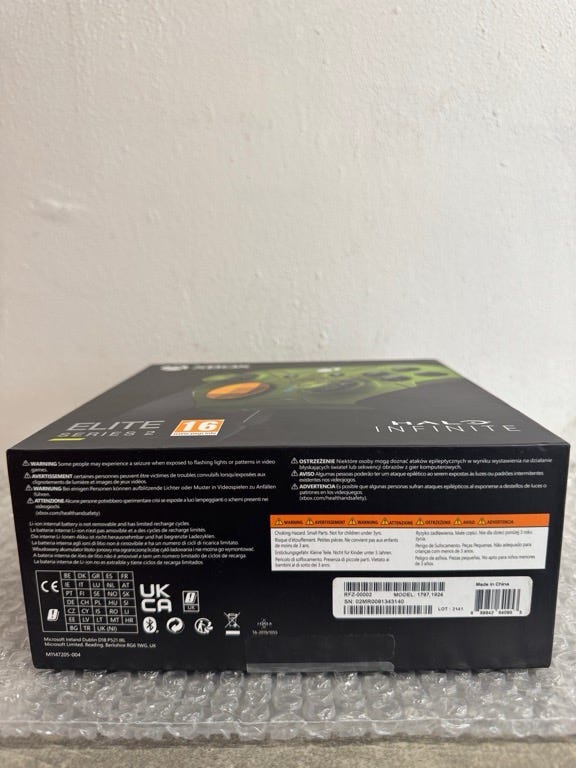 XBOX
ELITE
SERIES 2
16
HALO
INFINITE
WARNING Some people may experience a seizure when exposed to flashing lights or patterns in video
games.
AVERTISSEMENT certaines personnes peuvent être victimes de troubles convulsifs lorsqu'exposées aux
clignotements de lumière et images de jeux vidéos.
WARNUNG Bei einigen Personen können aufblitzende Lichter oder Muster in Videospielen zu Anfällen
führen.
ATTENZIONE Alcune persone potrebbero sperimentare crisi se esposte a luci lampeggianti o schemi presenti nei
videogiochi.
(xbox.com/healthandsafety).
OSTRZEŻENIE Niektóre osoby mogą doznać ataków epileptycznych w wyniku wystawienia na działanie
błyskających świateł lub sekwencji obrazów z gier komputerowych.
AVISO Algumas pessoas poderão ter um ataque epilético ao serem expostas a luzes ou padrões intermitentes
existentes nos jogos de vídeo.
ADVERTENCIA Es posible que algunas personas sufran ataques epilépticos al exponerse a destellos de luces o
patrones en los videojuegos
(xbox.com/healthandsafety).
Li-ion internal battery is not removable and has limited recharge cycles.
La batterie interne Li-ion n'est pas amovible et a des cycles de recharge limités.
Die interne Li-Ionen-Akku ist nicht herausnehmbar und hat begrenzte Ladezyklen.
La batteria interna agli ioni di litio non è amovibile e ha un numero di cicli di ricarica limitato.
Wbudowany akumulator litowo-jonowy ma ograniczoną liczbę cykli ładowania i nie można go wymontować.
A bateria interna de iões de lítio não é amovível e tem um número limitado de ciclos de recarga.
La batería interna de ion-litio no es extraíble y tiene ciclos de recarga limitados.
WARNING AVERTISSEMENT WARNUNG ATTENZIONE OSTRZEŻENIE AVISO ADVERTENCIA
Choking Hazard. Small Parts. Not for children under 3yrs.
Risque d'étouffement. Petites pièces. Ne convient pas aux enfants
de moins de 3 ans.
Erstickungsgefahr. Kleine Teile. Nicht für Kinder unter 3 Jahren.
Pericolo di soffocamento. Presenza di piccole parti. Vietato ai
bambini al di sotto dei 3 anni.
Ryzyko zadławienia. Małe części. Nie dla dzieci poniżej 3 roku
życia.
Perigo de Sufocamento. Peças Pequenas. Não adequado para
crianças com menos de 3 anos.
Peligro de asfixia. Piezas Pequeñas. No apto para niños menores
de 3 años.
CE
BE DK GR ES FR
IE IT LU NL AT
PT FI SE NO PL
DE CH PL HU SI
CZ CY RO HR SK
EE LV LT MT HR
BG TR UK(NI)
UK
CA
UK
Microsoft Ireland Dublin D18 P521 IRL
Microsoft Limited, Reading, Berkshire RG6 1WG. UK
M1147205-004
RFZ-00002 MODEL: 1797,1924
SN: 02MR0091343140
Made in China
LOT: 2141